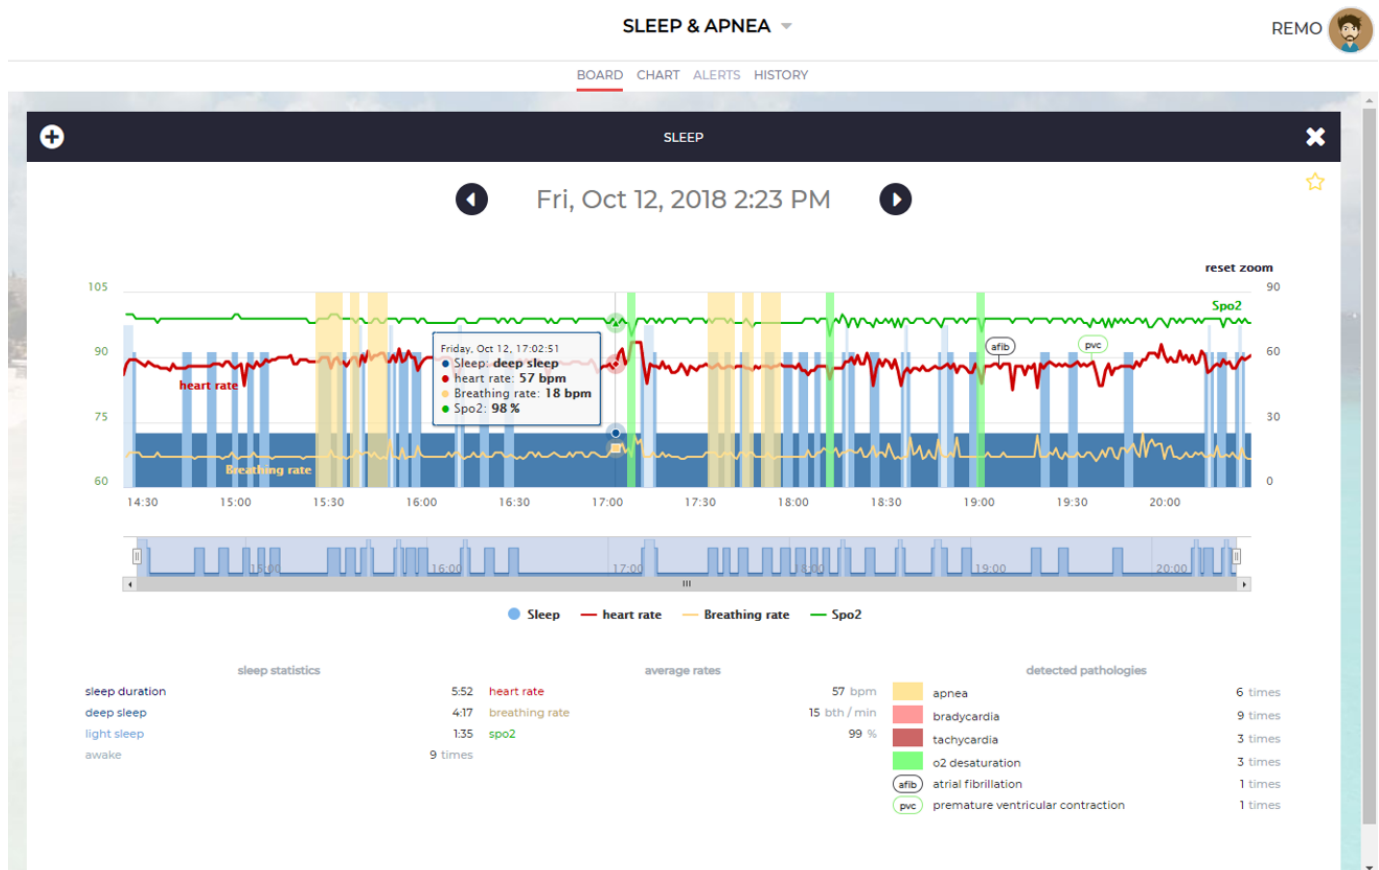 SLEEP & APNEA
REMO
BOARD CHART ALERTS HISTORY
SLEEP
Fri, Oct 12, 2018 2:23 PM
reset zoom
105
90
Spo2
Friday, Oct 12, 17:02:51
Sleep: deep sleep
heart rate: 57 bpm
Breathing rate: 18 bpm
Spo2: 98 %
afib
pvc
90
60
heart rate
75
30
Breathing rate
60
0
14:30 15:00 15:30 16:00 16:30 17:00 17:30 18:00 18:30 19:00 19:30 20:00
15:00 16:00 17:00 18:00 19:00 20:00
Sleep heart rate Breathing rate Spo2
sleep statistics average rates detected pathologies
sleep duration 5:52 heart rate 57 bpm apnea 6 times
deep sleep 4:17 breathing rate 15 bth / min bradycardia 9 times
light sleep 1:35 spo2 99 % tachycardia 3 times
awake 9 times o2 desaturation 3 times
afib atrial fibrillation 1 times
pvc premature ventricular contraction 1 times